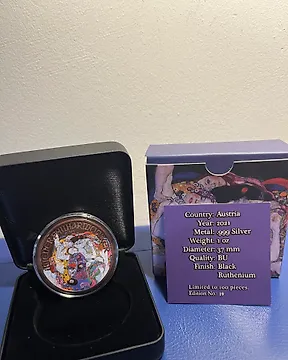 Country: Austria
Year: 2021
Metal: .999 Silver
Weight: 1 oz
Diameter: 37 mm
Quality: BU
Finish: Black
Ruthenium
Limited to 100 pieces.
Edition No.